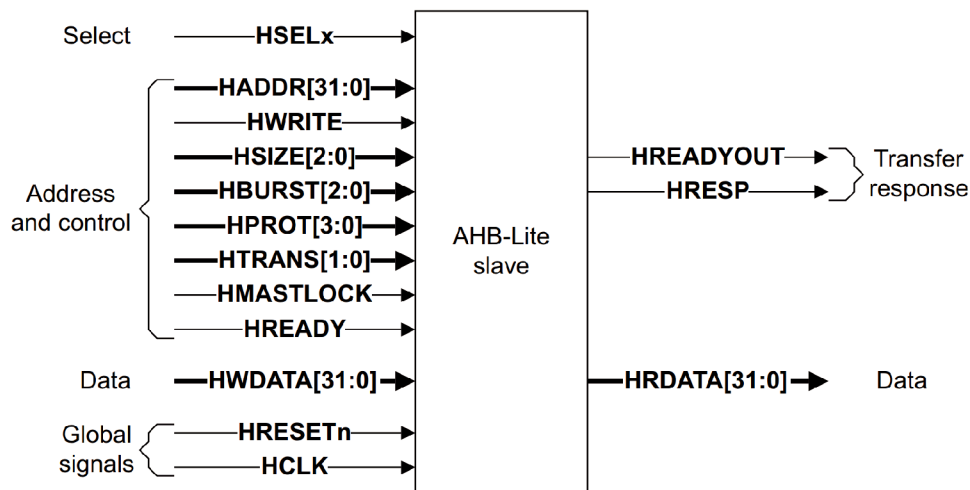 Select
HSELx
HADDR[31:0]
HWRITE
HSIZE[2:0]
HBURST[2:0]
HPROT[3:0]
HTRANS[1:0]
HMASTLOCK
HREADY
Address
and control
HREADYOUT
HRESP
Transfer
response
AHB-Lite
slave
Data
HWDATA[31:0]
HRDATA[31:0]
Data
Global
signals
HRESETn
HCLK